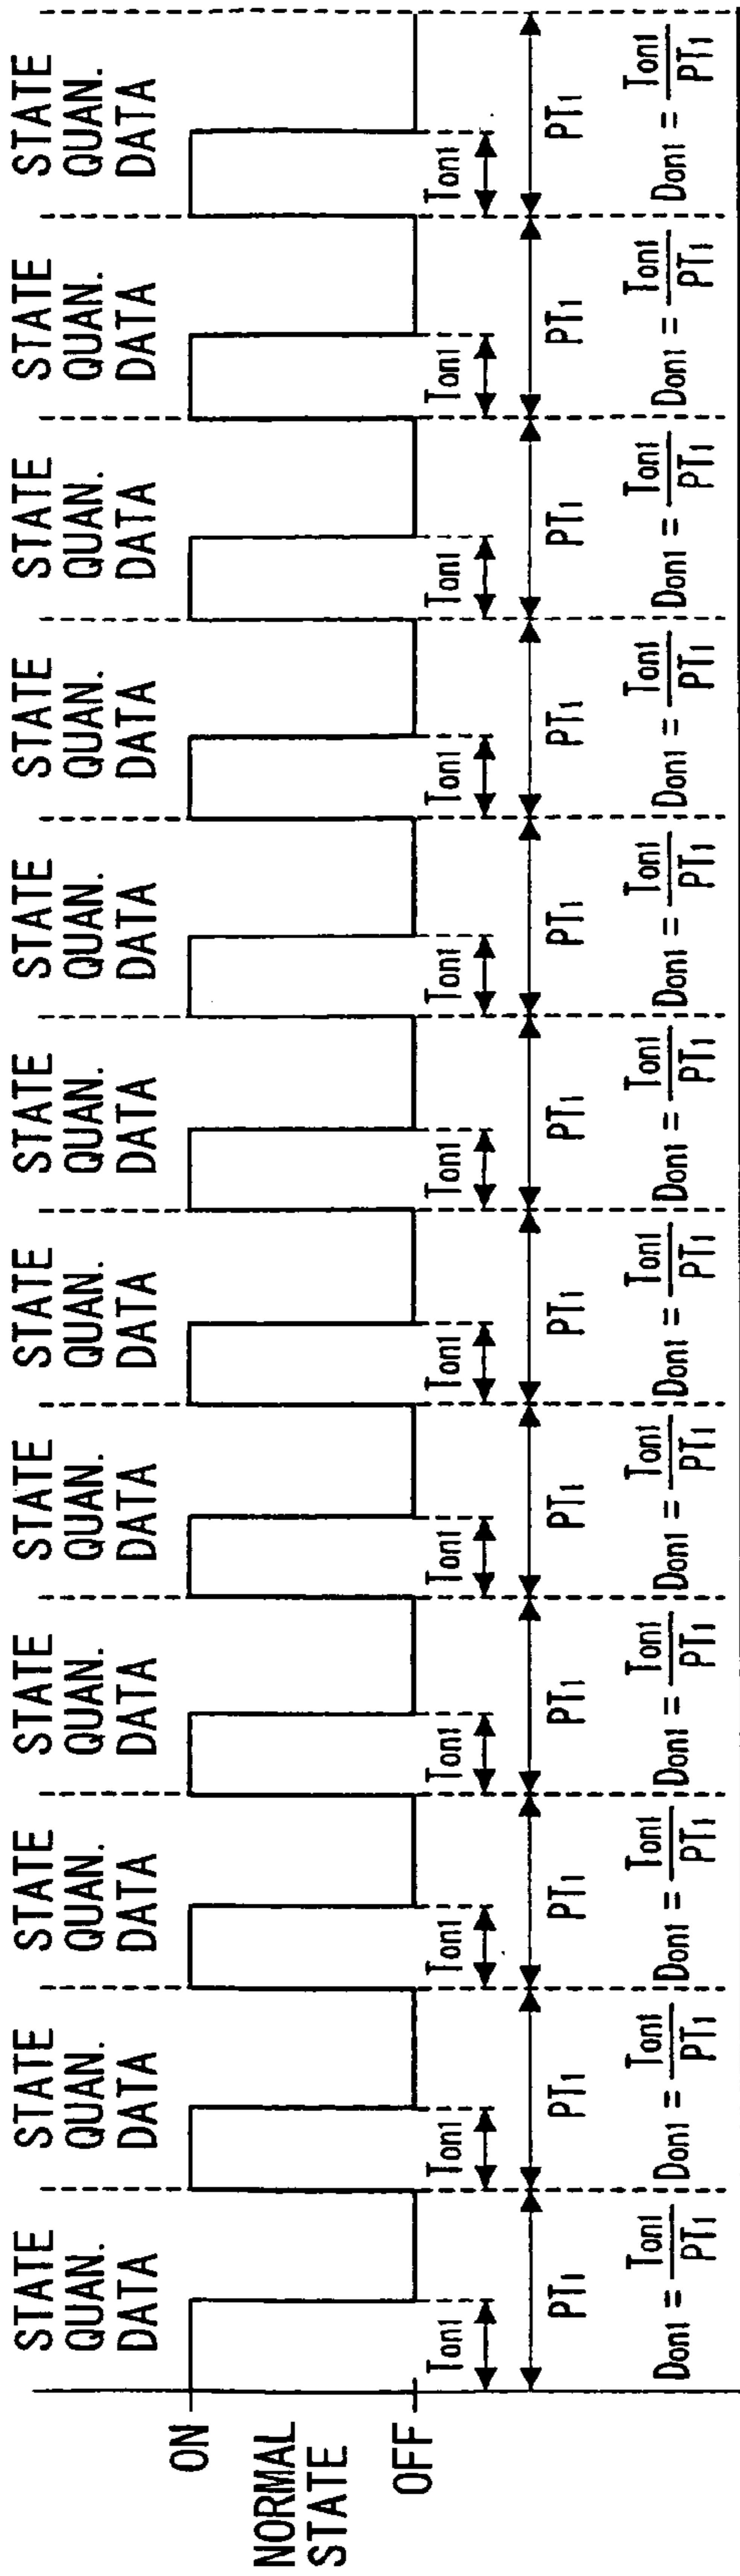 STATE STATE STATE STATE STATE STATE STATE STATE STATE STATE STATE STATE
QUAN. QUAN. QUAN. QUAN. QUAN. QUAN. QUAN. QUAN. QUAN. QUAN. QUAN. QUAN.
DATA DATA DATA DATA DATA DATA DATA DATA DATA DATA DATA DATA
ON
NORMAL
STATE
OFF
Ton1 Ton1 Ton1 Ton1 Ton1 Ton1 Ton1 Ton1 Ton1 Ton1 Ton1 Ton1
PT1 PT1 PT1 PT1 PT1 PT1 PT1 PT1 PT1 PT1 PT1 PT1
Don1 = Ton1/PT1 Don1 = Ton1/PT1 Don1 = Ton1/PT1 Don1 = Ton1/PT1 Don1 = Ton1/PT1 Don1 = Ton1/PT1 Don1 = Ton1/PT1 Don1 = Ton1/PT1 Don1 = Ton1/PT1 Don1 = Ton1/PT1 Don1 = Ton1/PT1 Don1 = Ton1/PT1